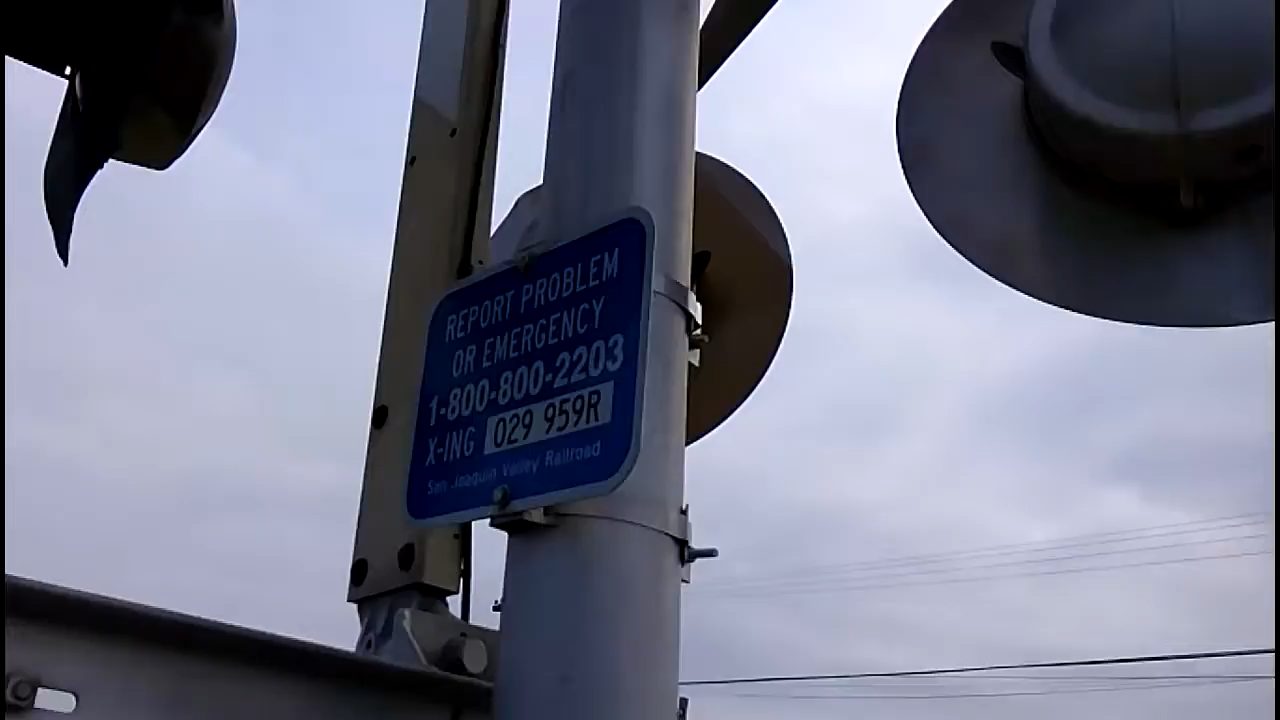 REPORT PROBLEM
OR EMERGENCY
1-800-800-2203
X-ING 029 959R
San Joaquin Valley Railroad